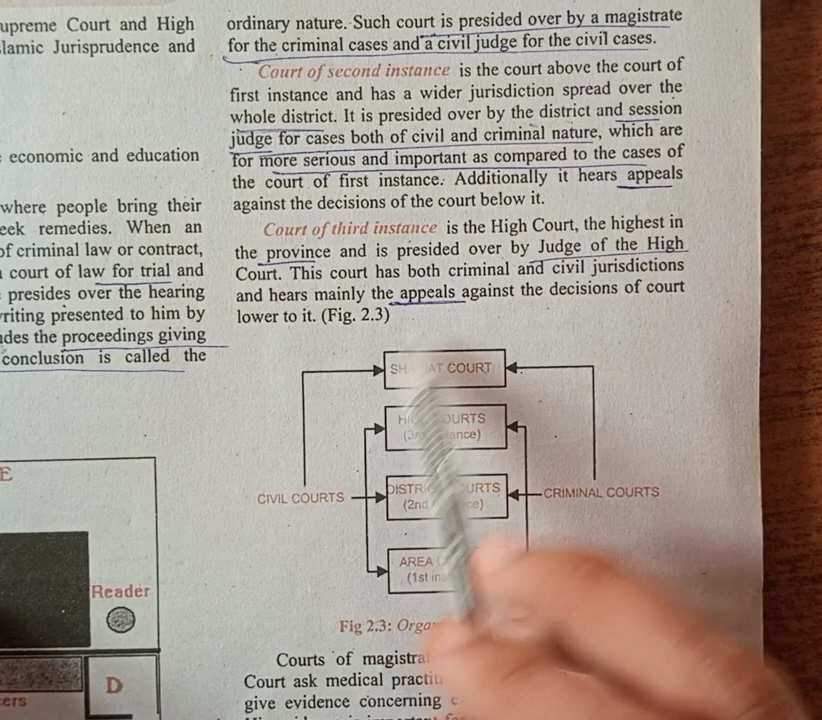 upreme Court and High
lamic Jurisprudence and
economic and education
where people bring their
eek remedies. When an
of criminal law or contract,
court of law for trial and
presides over the hearing
riting presented to him by
ides the proceedings giving
conclusion is called the
E
Reader
D
ers
ordinary nature. Such court is presided over by a magistrate
for the criminal cases and a civil judge for the civil cases.
Court of second instance is the court above the court of
first instance and has a wider jurisdiction spread over the
whole district. It is presided over by the district and session
judge for cases both of civil and criminal nature, which are
for more serious and important as compared to the cases of
the court of first instance. Additionally it hears appeals
against the decisions of the court below it.
Court of third instance is the High Court, the highest in
the province and is presided over by Judge of the High
Court. This court has both criminal and civil jurisdictions
and hears mainly the appeals against the decisions of court
lower to it. (Fig. 2.3)
COURT
CIVIL COURTS
CRIMINAL COURTS
AREA
(1st in
Fig 2.3: Orga
Courts of magistra
Court ask medical practit
give evidence concerning